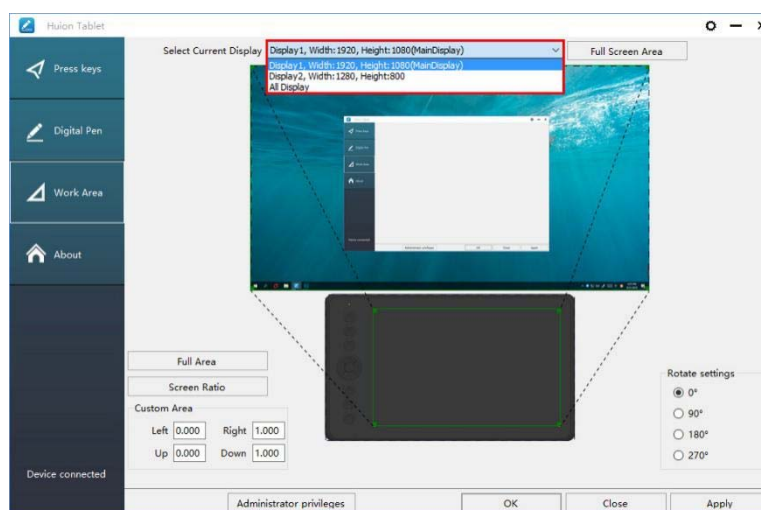 Huion Tablet
Press keys
Digital Pen
Work Area
About
Device connected
Select Current Display
Display1, Width:1920, Height:1080(MainDisplay)
Full Screen Area
Display1, Width:1920, Height:1080(MainDisplay)
Display2, Width:1280, Height:800
All Display
Full Area
Screen Ratio
Custom Area
Left 0.000 Right 1.000
Up 0.000 Down 1.000
Rotate settings
0°
90°
180°
270°
Administrator privileges
OK
Close
Apply